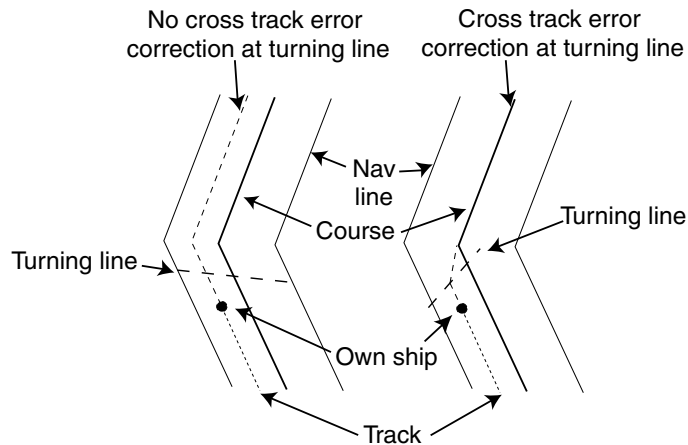 No cross track error
correction at turning line
Cross track error
correction at turning line
Nav
line
Course
Turning line
Turning line
Own ship
Track